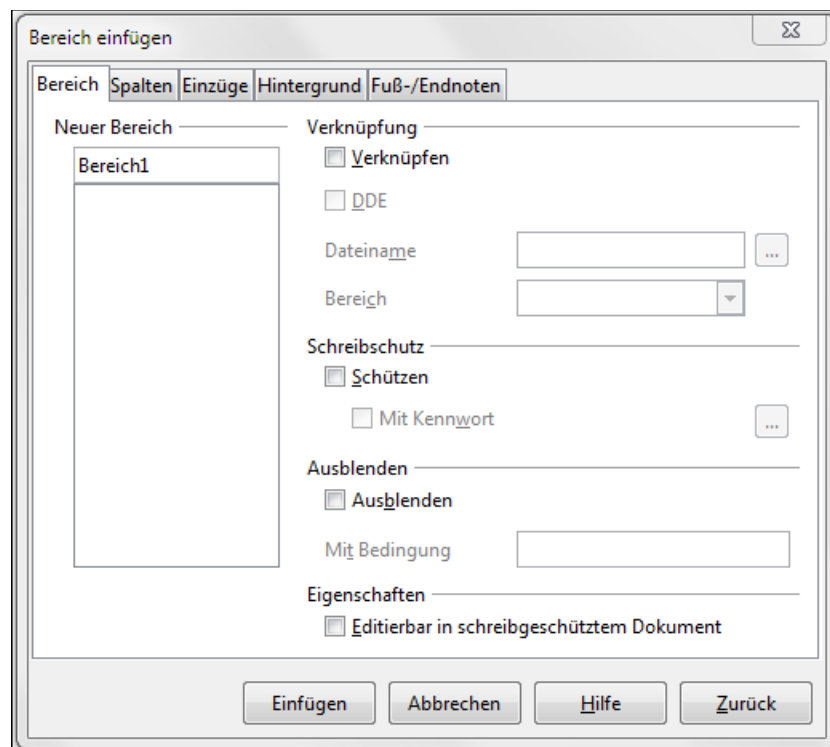 Bereich einfügen
Bereich Spalten Einzüge Hintergrund Fuß-/Endnoten
Neuer Bereich
Bereich1
Verknüpfung
Verknüpfen
DDE
Dateiname ...
Bereich
Schreibschutz
Schützen
Mit Kennwort ...
Ausblenden
Ausblenden
Mit Bedingung
Eigenschaften
Editierbar in schreibgeschütztem Dokument
Einfügen Abbrechen Hilfe Zurück